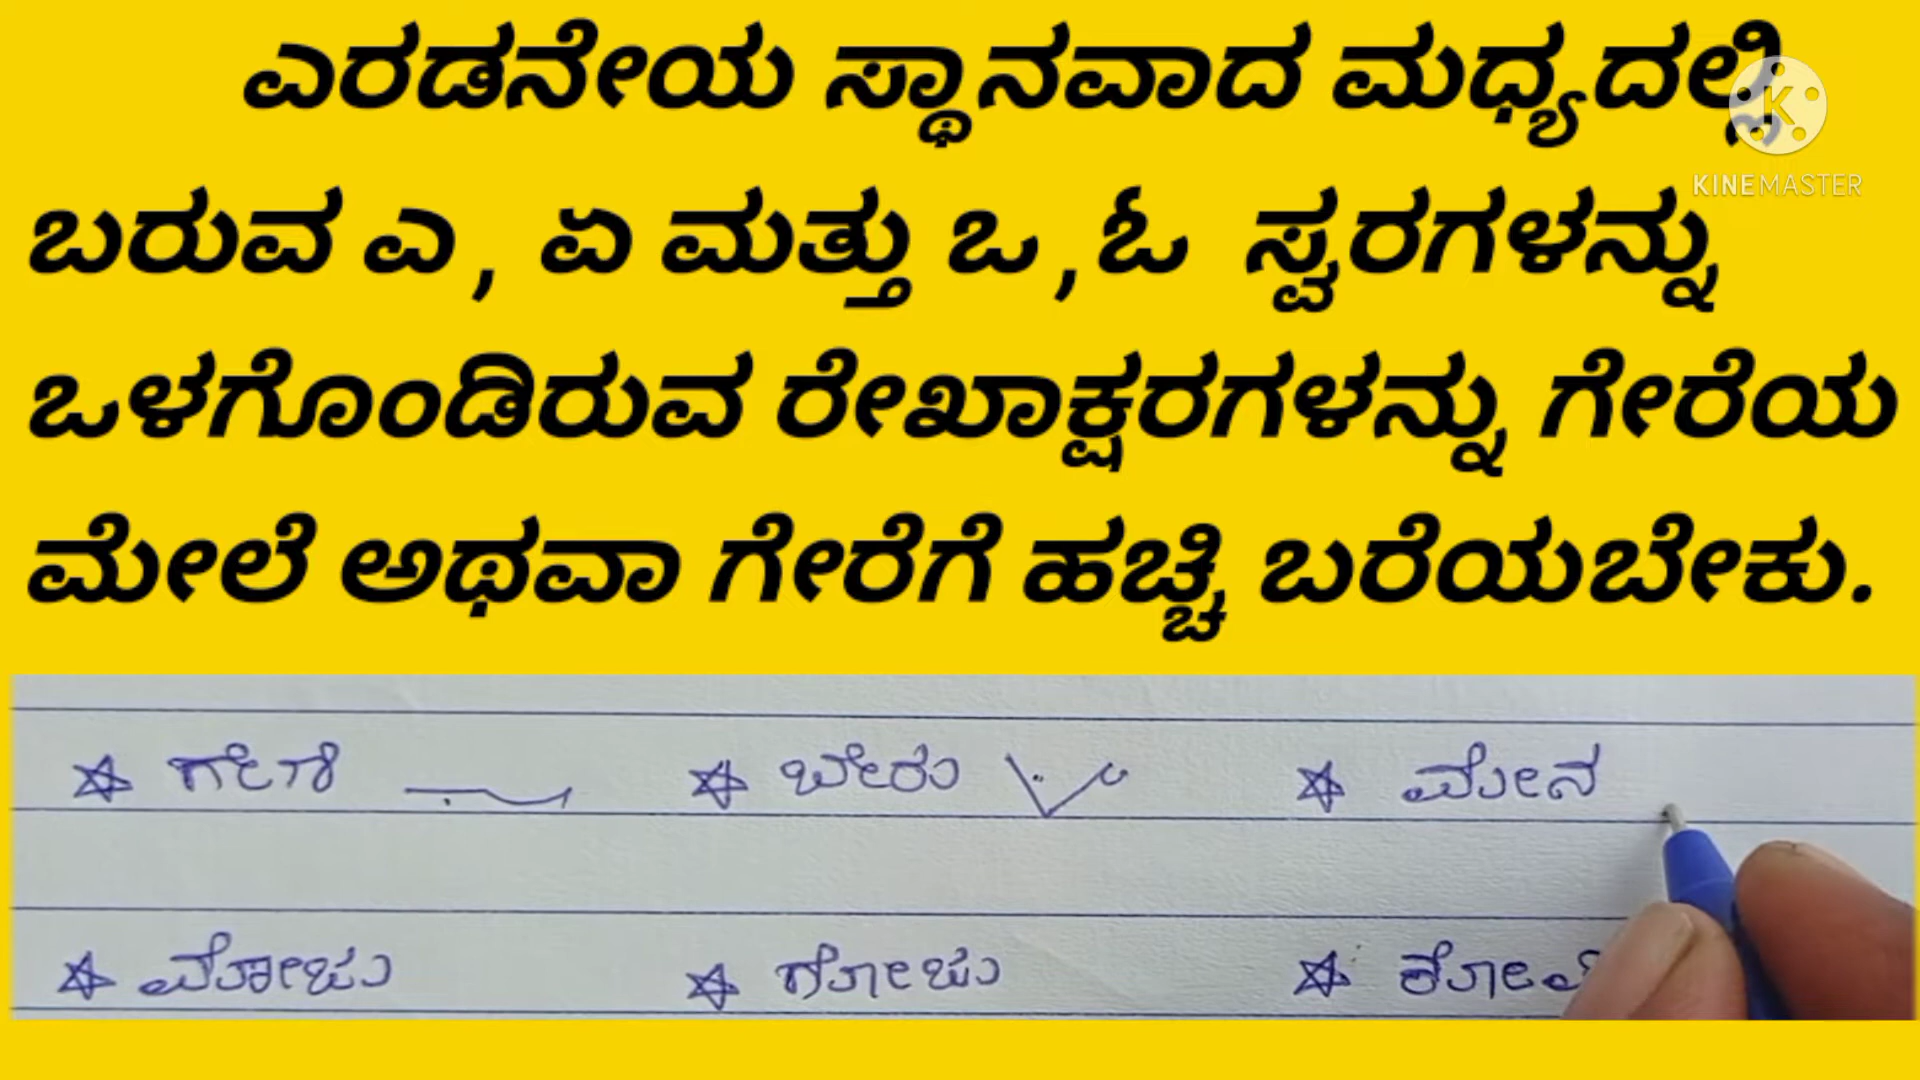 ಎರಡನೇಯ ಸ್ಥಾನವಾದ ಮಧ್ಯದಲ್ಲಿ
KINEMASTER
ಬರುವ ಎ, ಏ ಮತ್ತು ಒ,ಓ ಸ್ವರಗಳನ್ನು
ಒಳಗೊಂಡಿರುವ ರೇಖಾಕ್ಷರಗಳನ್ನು ಗೇರೆಯ
ಮೇಲೆ ಅಥವಾ ಗೇರೆಗೆ ಹಚ್ಚಿ ಬರೆಯಬೇಕು.
ಗೇಗೆ ಬೇರು ಮೇನ
ಮೋಜು ಗೋಜು